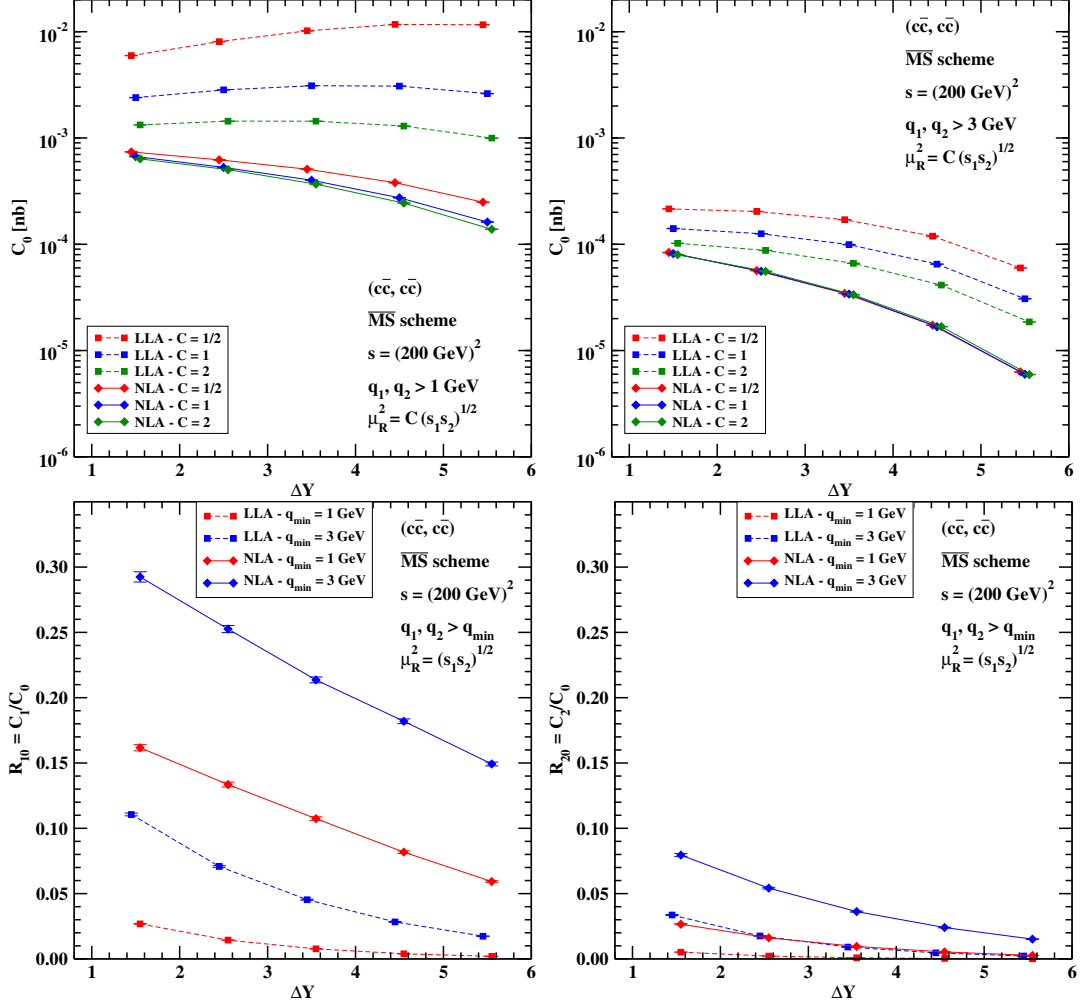 10^-2
10^-3
10^-4
10^-5
10^-6
C_0 [nb]
1 2 3 4 5 6
ΔY
LLA - C = 1/2
LLA - C = 1
LLA - C = 2
NLA - C = 1/2
NLA - C = 1
NLA - C = 2
(cc̄, cc̄)
M̅S̅ scheme
s = (200 GeV)^2
q_1, q_2 > 1 GeV
μ_R^2 = C (s_1s_2)^1/2
10^-2
10^-3
10^-4
10^-5
10^-6
C_0 [nb]
1 2 3 4 5 6
ΔY
(cc̄, cc̄)
M̅S̅ scheme
s = (200 GeV)^2
q_1, q_2 > 3 GeV
μ_R^2 = C (s_1s_2)^1/2
LLA - C = 1/2
LLA - C = 1
LLA - C = 2
NLA - C = 1/2
NLA - C = 1
NLA - C = 2
LLA - q_min = 1 GeV
LLA - q_min = 3 GeV
NLA - q_min = 1 GeV
NLA - q_min = 3 GeV
(cc̄, cc̄)
M̅S̅ scheme
s = (200 GeV)^2
q_1, q_2 > q_min
μ_R^2 = (s_1s_2)^1/2
0.30
0.25
0.20
0.15
0.10
0.05
0.00
R_10 = C_1/C_0
1 2 3 4 5 6
ΔY
LLA - q_min = 1 GeV
LLA - q_min = 3 GeV
NLA - q_min = 1 GeV
NLA - q_min = 3 GeV
(cc̄, cc̄)
M̅S̅ scheme
s = (200 GeV)^2
q_1, q_2 > q_min
μ_R^2 = (s_1s_2)^1/2
0.30
0.25
0.20
0.15
0.10
0.05
0.00
R_20 = C_2/C_0
1 2 3 4 5 6
ΔY